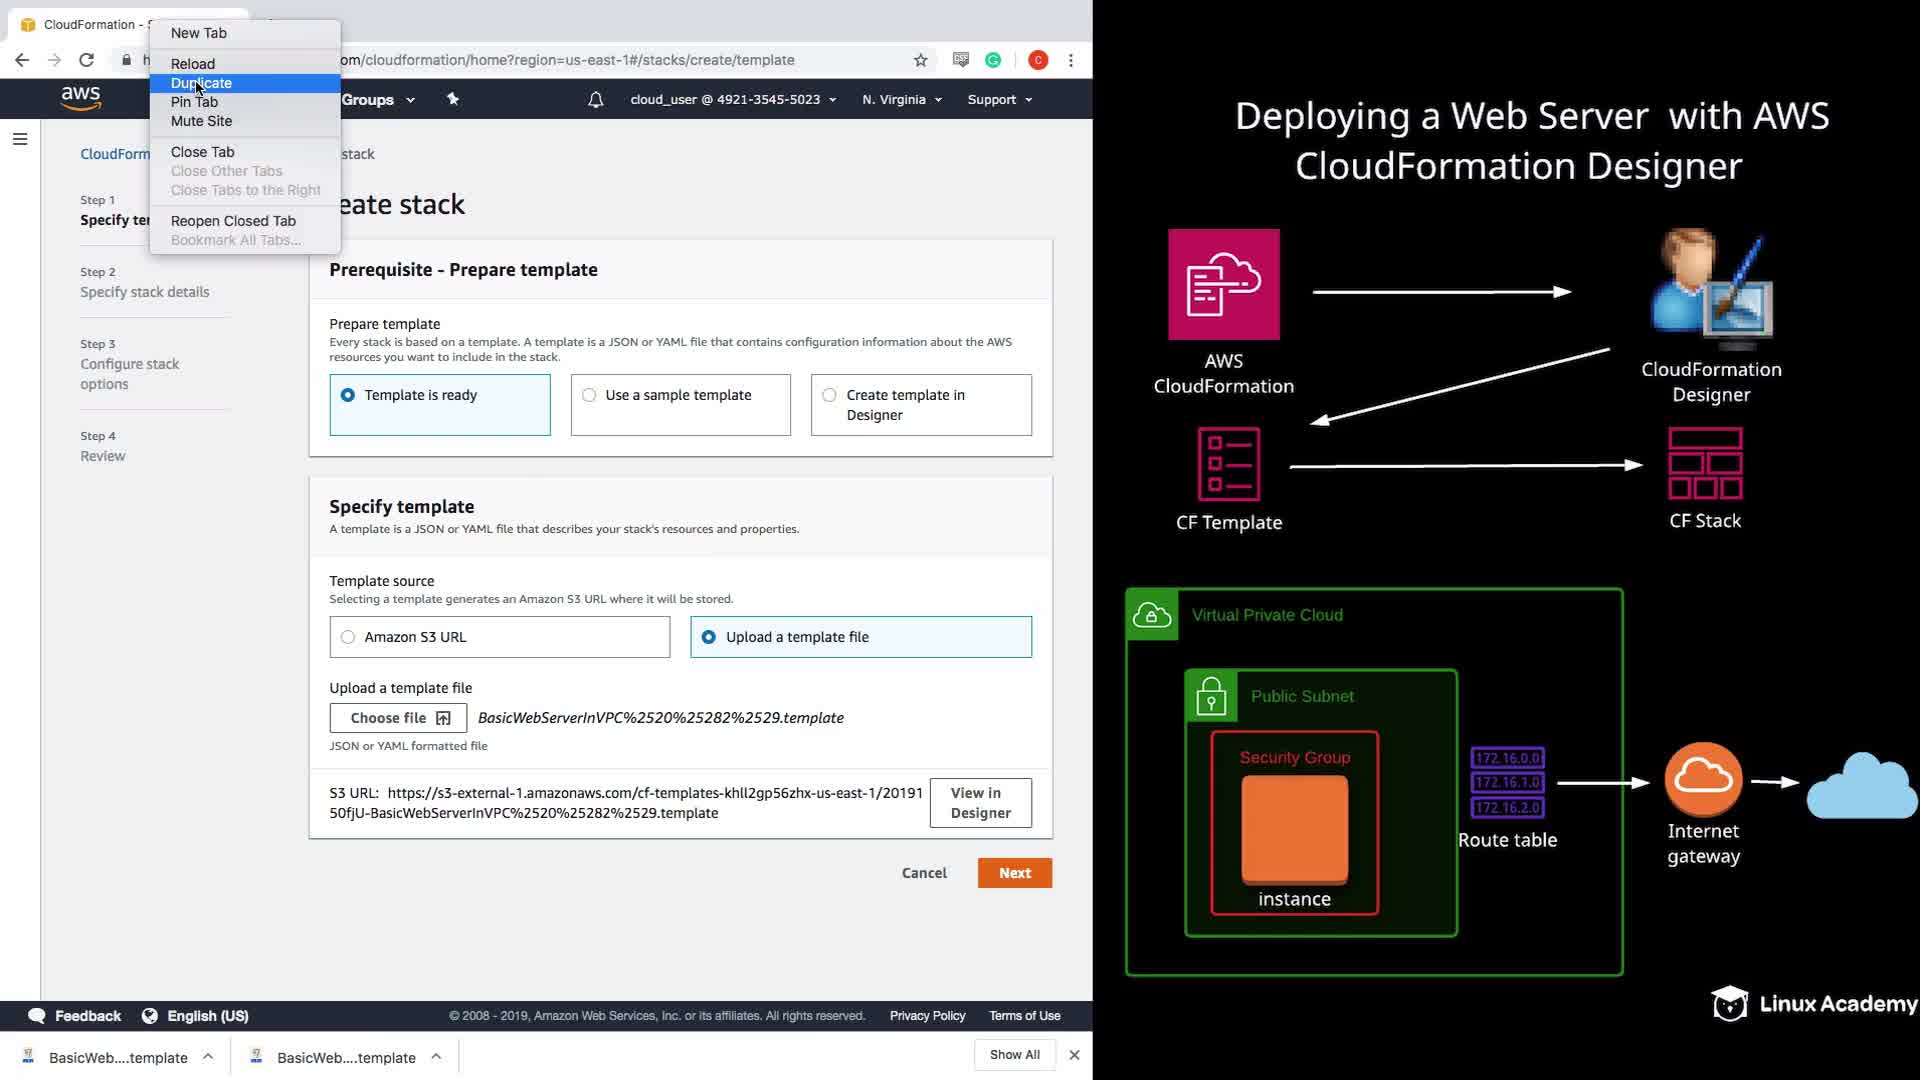 CloudFormation - S
New Tab
Reload
Duplicate
Pin Tab
Mute Site
Close Tab
Close Other Tabs
Close Tabs to the Right
Reopen Closed Tab
Bookmark All Tabs...
h
om/cloudformation/home?region=us-east-1#/stacks/create/template
C
aws
Groups
cloud_user @ 4921-3545-5023
N. Virginia
Support
CloudForm
stack
Step 1
Specify ter
Step 2
Specify stack details
Step 3
Configure stack
options
Step 4
Review
eate stack
Prerequisite - Prepare template
Prepare template
Every stack is based on a template. A template is a JSON or YAML file that contains configuration information about the AWS
resources you want to include in the stack.
Template is ready
Use a sample template
Create template in
Designer
Specify template
A template is a JSON or YAML file that describes your stack's resources and properties.
Template source
Selecting a template generates an Amazon S3 URL where it will be stored.
Amazon S3 URL
Upload a template file
Upload a template file
Choose file
BasicWebServerInVPC%2520%25282%2529.template
JSON or YAML formatted file
S3 URL: https://s3-external-1.amazonaws.com/cf-templates-khll2gp56zhx-us-east-1/20191
50fjU-BasicWebServerInVPC%2520%25282%2529.template
View in
Designer
Cancel
Next
Feedback
English (US)
© 2008 - 2019, Amazon Web Services, Inc. or its affiliates. All rights reserved.
Privacy Policy
Terms of Use
BasicWeb....template
BasicWeb....template
Show All
Deploying a Web Server with AWS
CloudFormation Designer
AWS
CloudFormation
CloudFormation
Designer
CF Template
CF Stack
Virtual Private Cloud
Public Subnet
Security Group
instance
172.16.0.0
172.16.1.0
172.16.2.0
Route table
Internet
gateway
Linux Academy